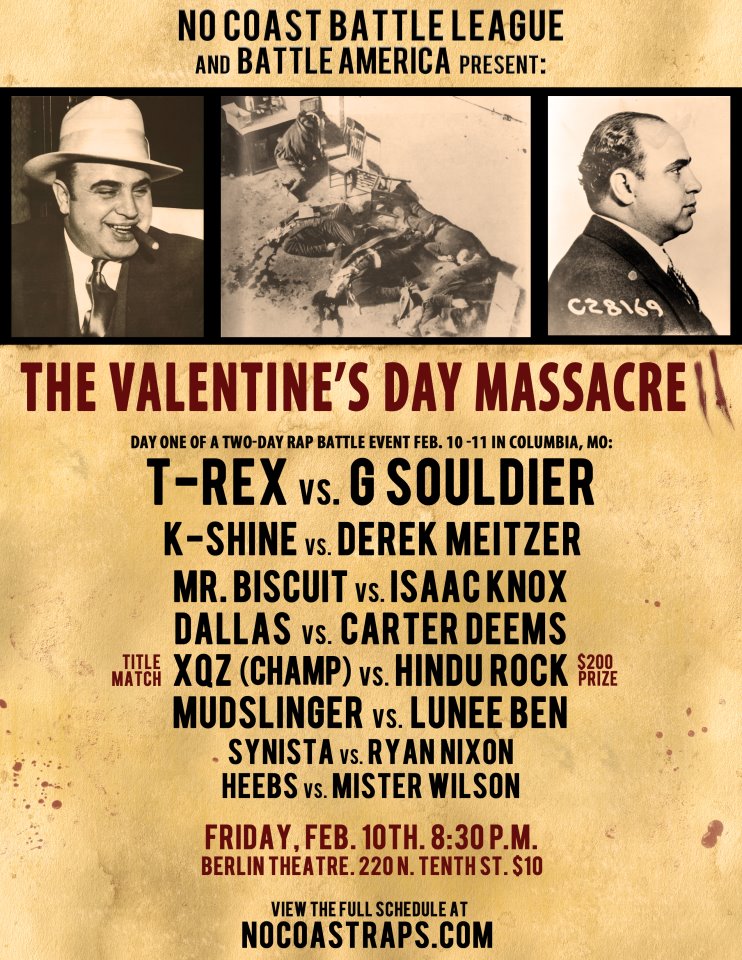 NO COAST BATTLE LEAGUE
AND BATTLE AMERICA PRESENT:
C28169
THE VALENTINE'S DAY MASSACRE II
DAY ONE OF A TWO-DAY RAP BATTLE EVENT FEB. 10 -11 IN COLUMBIA, MO:
T-REX VS. G SOULDIER
K-SHINE VS. DEREK MEITZER
MR. BISCUIT VS. ISAAC KNOX
DALLAS VS. CARTER DEEMS
TITLE MATCH XQZ (CHAMP) VS. HINDU ROCK $200 PRIZE
MUDSLINGER VS. LUNEE BEN
SYNISTA VS. RYAN NIXON
HEEBS VS. MISTER WILSON
FRIDAY, FEB. 10TH. 8:30 P.M.
BERLIN THEATRE. 220 N. TENTH ST. $10
VIEW THE FULL SCHEDULE AT
NOCOASTRAPS.COM